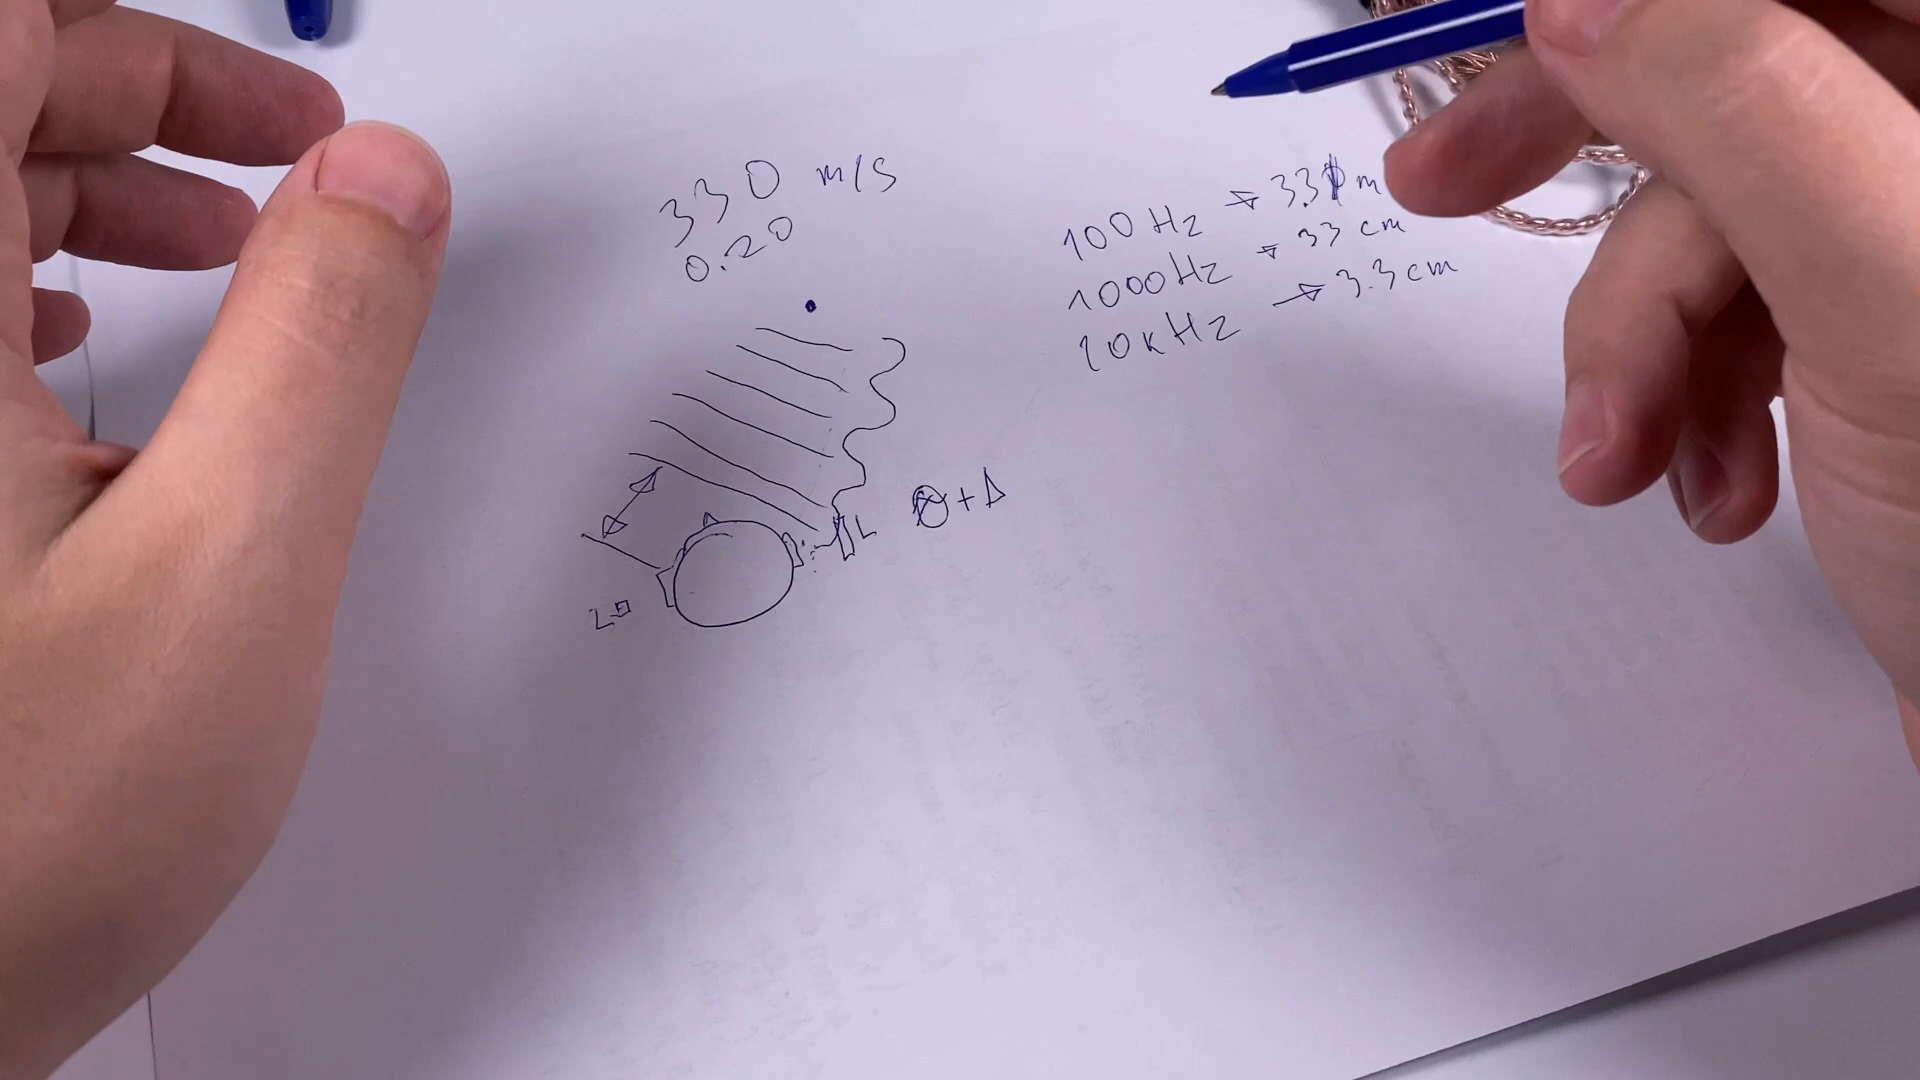 330 m/s
0.20
100 Hz → 3.3 m
1000 Hz → 33 cm
10 kHz → 3.3 cm
+ Δ
L